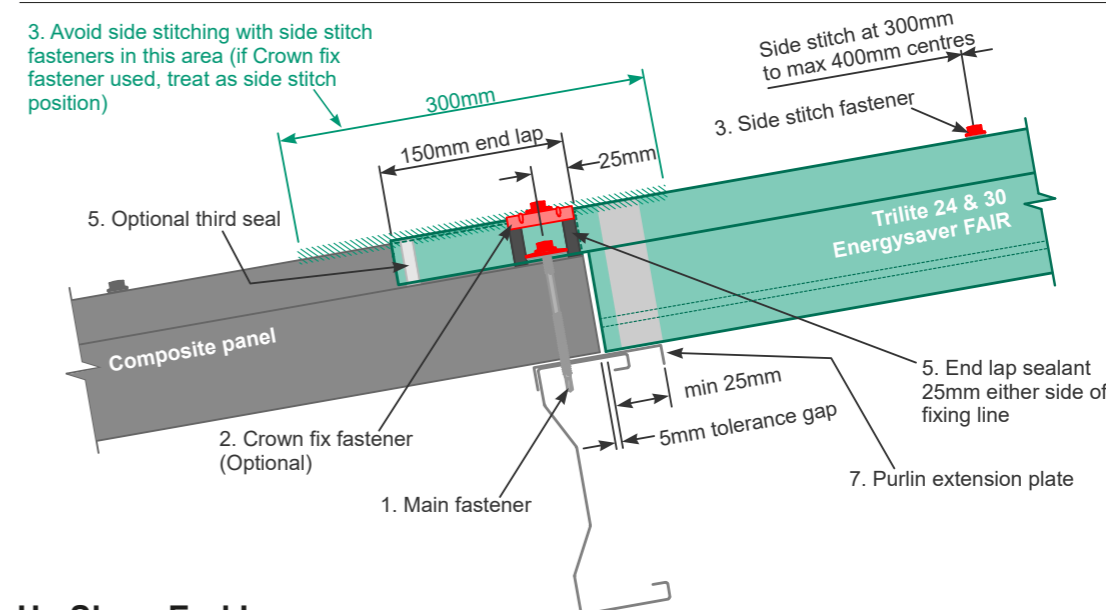 3. Avoid side stitching with side stitch
fasteners in this area (if Crown fix
fastener used, treat as side stitch
position)
Side stitch at 300mm
to max 400mm centres
300mm
3. Side stitch fastener
150mm end lap
25mm
5. Optional third seal
Trilite 24 & 30
Energysaver FAIR
Composite panel
5. End lap sealant
25mm either side of
fixing line
min 25mm
5mm tolerance gap
2. Crown fix fastener
(Optional)
7. Purlin extension plate
1. Main fastener